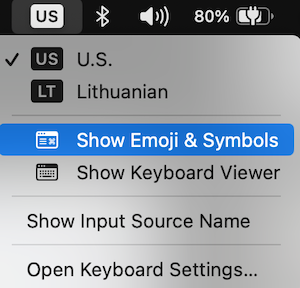 US 80%
US U.S.
LT Lithuanian
Show Emoji & Symbols
Show Keyboard Viewer
Show Input Source Name
Open Keyboard Settings...